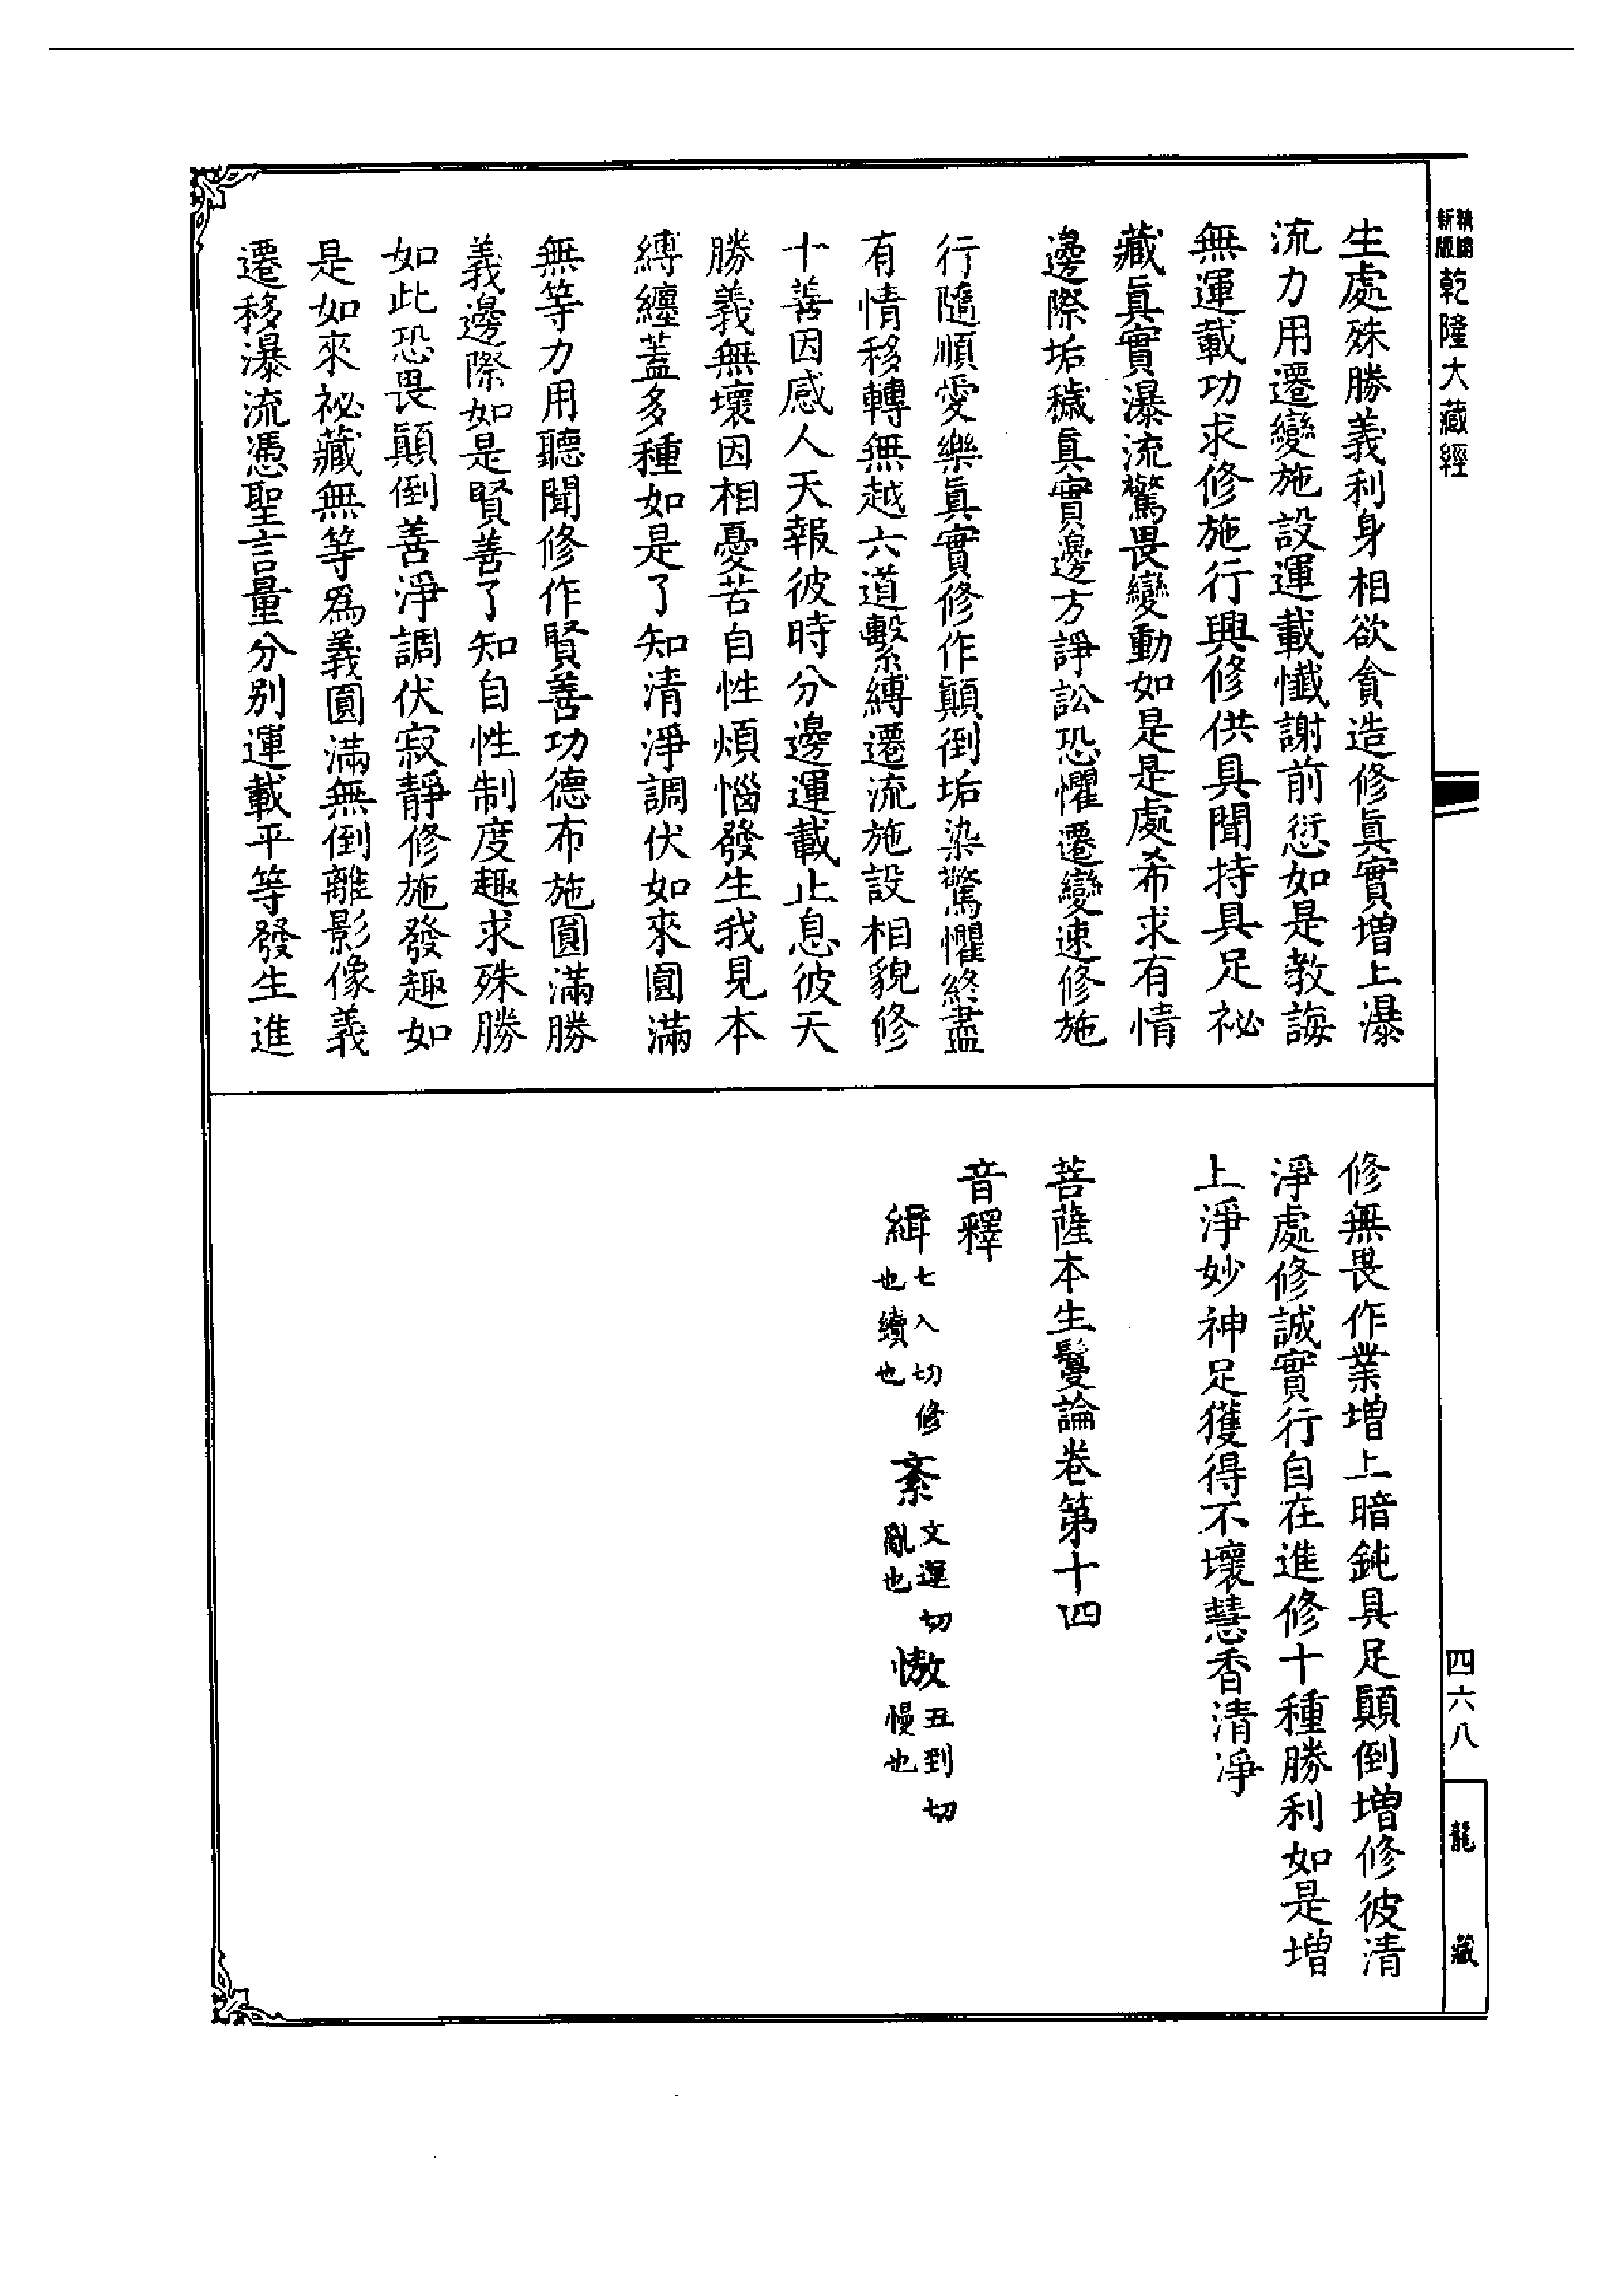 新版
乾隆大藏經
生處殊勝義利身相欲貪造修眞實增上瀑
流力用遷變施設運載懺謝前愆如是教誨
無運載功求修施行興修供具聞持具足祕
藏眞實瀑流驚畏變動如是是處希求有情
邊際垢穢眞實邊方諍訟恐懼遷變速修施
行隨順愛樂眞實修作顛倒垢染驚懼終盡
有情移轉無越六道繫縛遷流施設相貌修
十善因感人天報彼時分邊運載止息彼天
勝義無壞因相憂苦自性煩惱發生我見本
縛纏蓋多種如是了知清淨調伏如來圓滿
無等力用聽聞修作賢善功德布施圓滿勝
義邊際如是賢善了知自性制度趣求殊勝
如此恐畏顛倒善淨調伏寂靜修施發趣如
是如來祕藏無等爲義圓滿無倒離影像義
遷移瀑流憑聖言量分別運載平等發生進
修無畏作業增上暗鈍具足顛倒增修彼清
淨處修誠實行自在進修十種勝利如是增
上淨妙神足獲得不壞慧香清淨
菩薩本生鬘論卷第十四
音釋
緝 七入切修也續也 紊 文運切亂也 慠 五到切慢也
四六八
龍藏